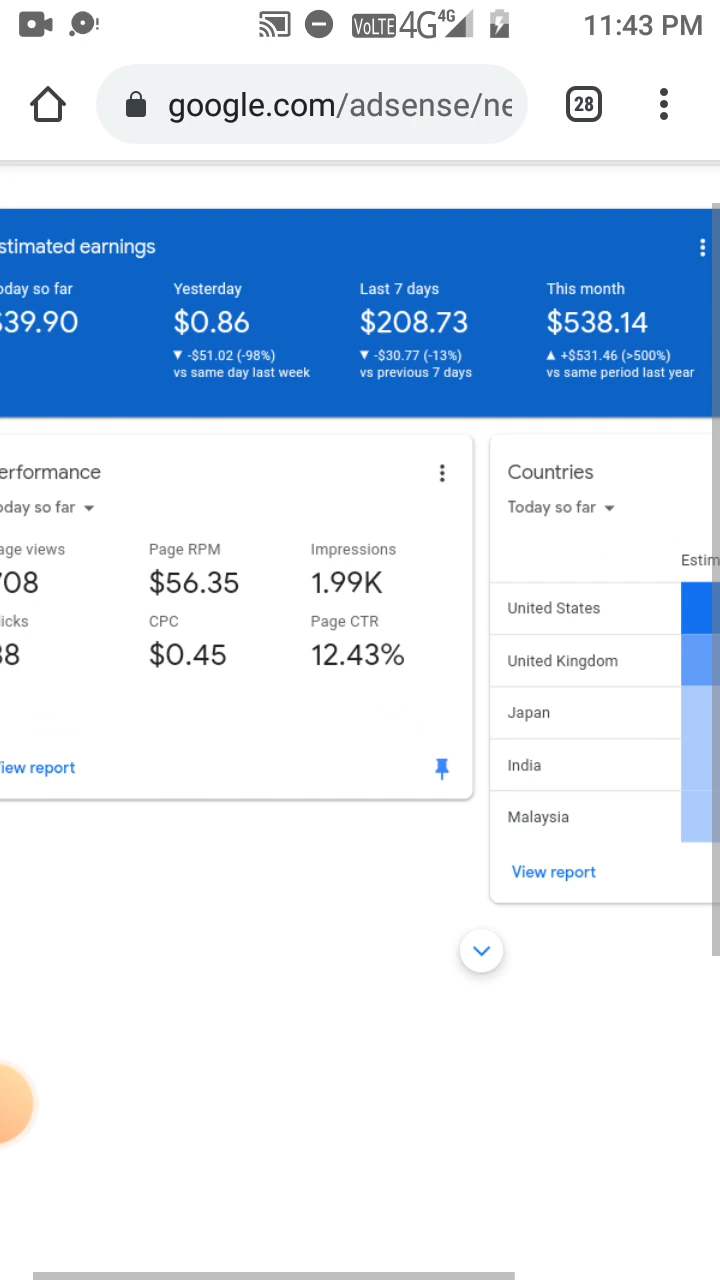 VoLTE 4G 4G 11:43 PM
google.com/adsense/ne 28
stimated earnings
oday so far Yesterday Last 7 days This month
$39.90 $0.86 $208.73 $538.14
▼ -$51.02 (-98%) ▼ -$30.77 (-13%) ▲ +$531.46 (>500%)
vs same day last week vs previous 7 days vs same period last year
erformance
oday so far
age views Page RPM Impressions
708 $56.35 1.99K
licks CPC Page CTR
88 $0.45 12.43%
iew report
Countries
Today so far
Estim
United States
United Kingdom
Japan
India
Malaysia
View report